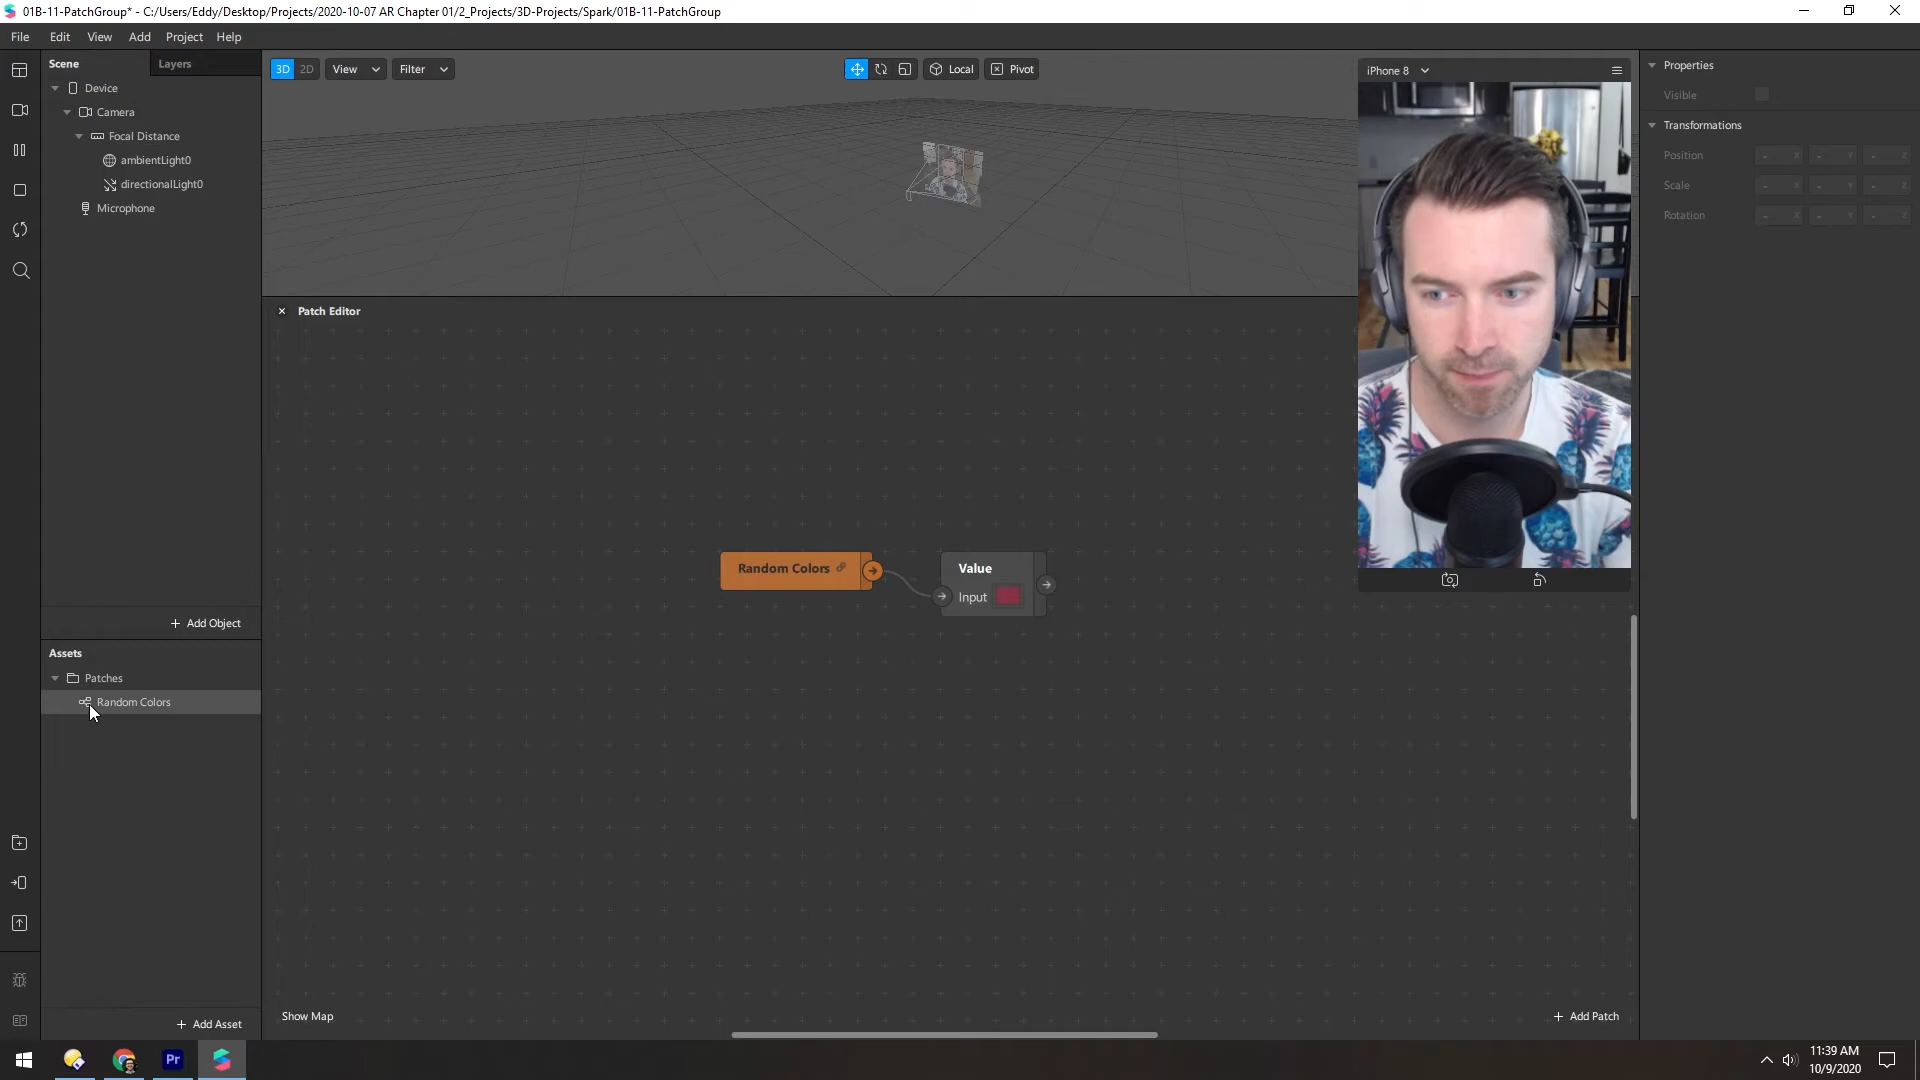 01B-11-PatchGroup* - C:/Users/Eddy/Desktop/Projects/2020-10-07 AR Chapter 01/2_Projects/3D-Projects/Spark/01B-11-PatchGroup
File Edit View Add Project Help
Scene Layers
Device
Camera
Focal Distance
ambientLight0
directionalLight0
Microphone
+ Add Object
Assets
Patches
Random Colors
+ Add Asset
3D 2D View Filter Local Pivot
Patch Editor
Random Colors
Value
Input
Show Map
+ Add Patch
iPhone 8
Properties
Visible
Transformations
Position - X - Y - Z
Scale - X - Y - Z
Rotation - X - Y - Z
Pr
11:39 AM
10/9/2020